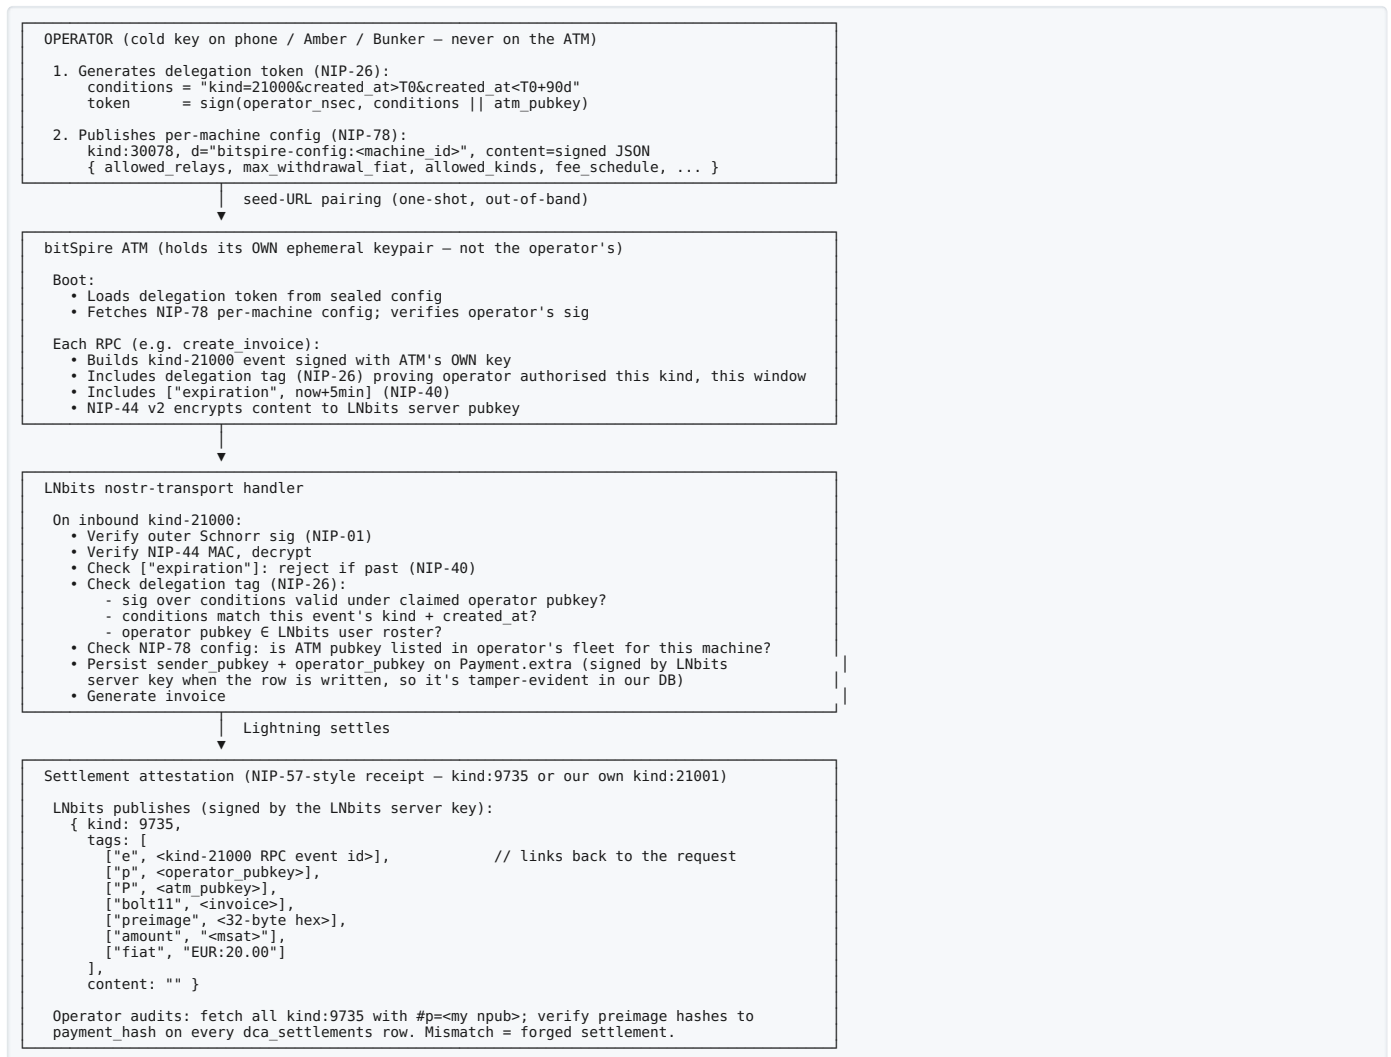 OPERATOR (cold key on phone / Amber / Bunker — never on the ATM)
1. Generates delegation token (NIP-26):
conditions = "kind=21000&created_at>T0&created_at<T0+90d"
token      = sign(operator_nsec, conditions || atm_pubkey)
2. Publishes per-machine config (NIP-78):
kind:30078, d="bitspire-config:<machine_id>", content=signed JSON
{ allowed_relays, max_withdrawal_fiat, allowed_kinds, fee_schedule, ... }
seed-URL pairing (one-shot, out-of-band)
▼
bitSpire ATM (holds its OWN ephemeral keypair — not the operator's)
Boot:
• Loads delegation token from sealed config
• Fetches NIP-78 per-machine config; verifies operator's sig
Each RPC (e.g. create_invoice):
• Builds kind-21000 event signed with ATM's OWN key
• Includes delegation tag (NIP-26) proving operator authorised this kind, this window
• Includes ["expiration", now+5min] (NIP-40)
• NIP-44 v2 encrypts content to LNbits server pubkey
▼
LNbits nostr-transport handler
On inbound kind-21000:
• Verify outer Schnorr sig (NIP-01)
• Verify NIP-44 MAC, decrypt
• Check ["expiration"]: reject if past (NIP-40)
• Check delegation tag (NIP-26):
- sig over conditions valid under claimed operator pubkey?
- conditions match this event's kind + created_at?
- operator pubkey ∈ LNbits user roster?
• Check NIP-78 config: is ATM pubkey listed in operator's fleet for this machine?
• Persist sender_pubkey + operator_pubkey on Payment.extra (signed by LNbits
server key when the row is written, so it's tamper-evident in our DB)
• Generate invoice
Lightning settles
▼
Settlement attestation (NIP-57-style receipt — kind:9735 or our own kind:21001)
LNbits publishes (signed by the LNbits server key):
{ kind: 9735,
tags: [
["e", <kind-21000 RPC event id>],            // links back to the request
["p", <operator_pubkey>],
["P", <atm_pubkey>],
["bolt11", <invoice>],
["preimage", <32-byte hex>],
["amount", "<msat>"],
["fiat", "EUR:20.00"]
],
content: "" }
Operator audits: fetch all kind:9735 with #p=<my npub>; verify preimage hashes to
payment_hash on every dca_settlements row. Mismatch = forged settlement.